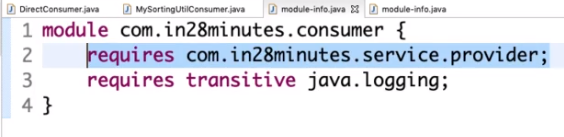 DirectConsumer.java MySortingUtilConsumer.java module-info.java module-info.java
1 module com.in28minutes.consumer {
2 requires com.in28minutes.service.provider;
3 requires transitive java.logging;
4 }